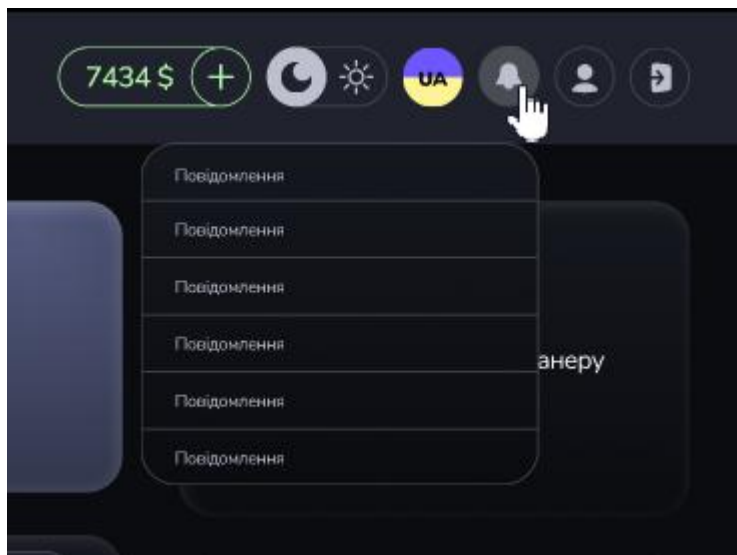 7434 $ +
UA
Повідомлення
Повідомлення
Повідомлення
Повідомлення
анеру
Повідомлення
Повідомлення